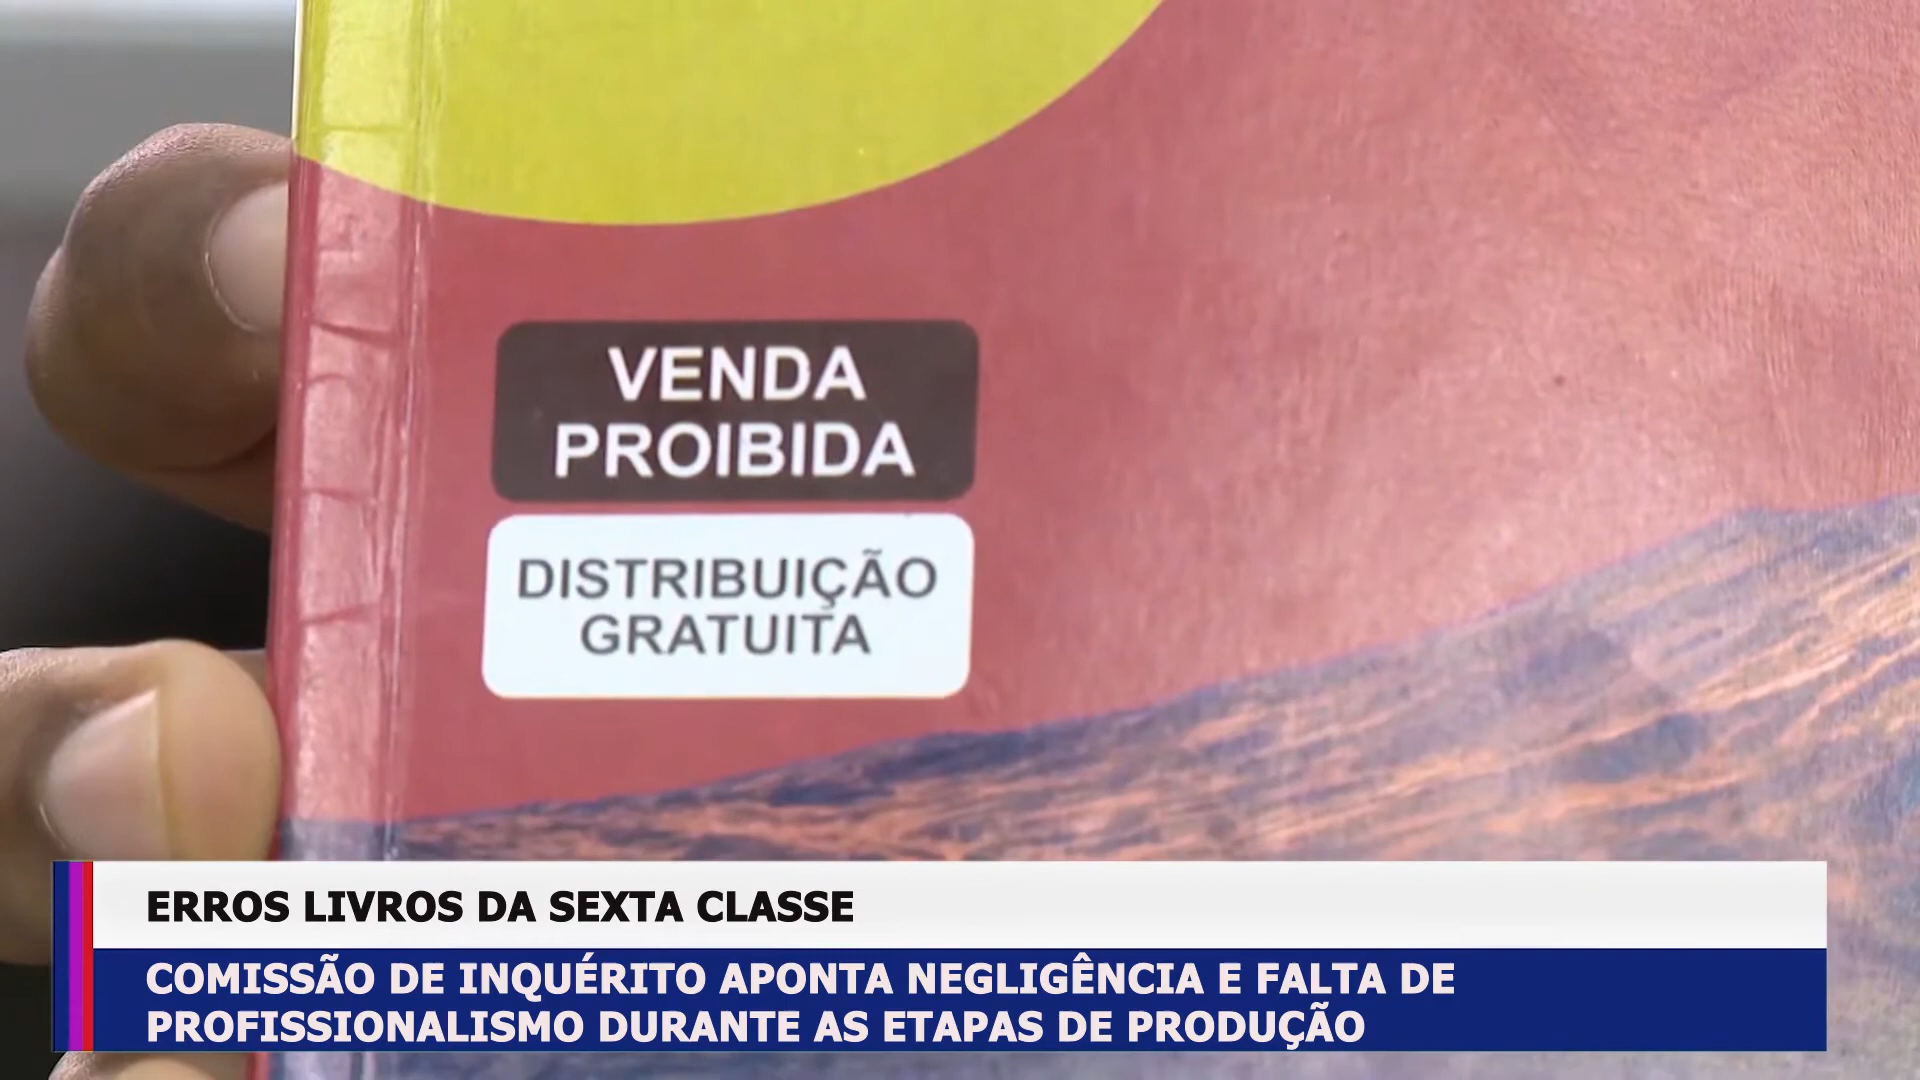 VENDA
PROIBIDA
DISTRIBUIÇÃO
GRATUITA
ERROS LIVROS DA SEXTA CLASSE
COMISSÃO DE INQUÉRITO APONTA NEGLIGÊNCIA E FALTA DE
PROFISSIONALISMO DURANTE AS ETAPAS DE PRODUÇÃO